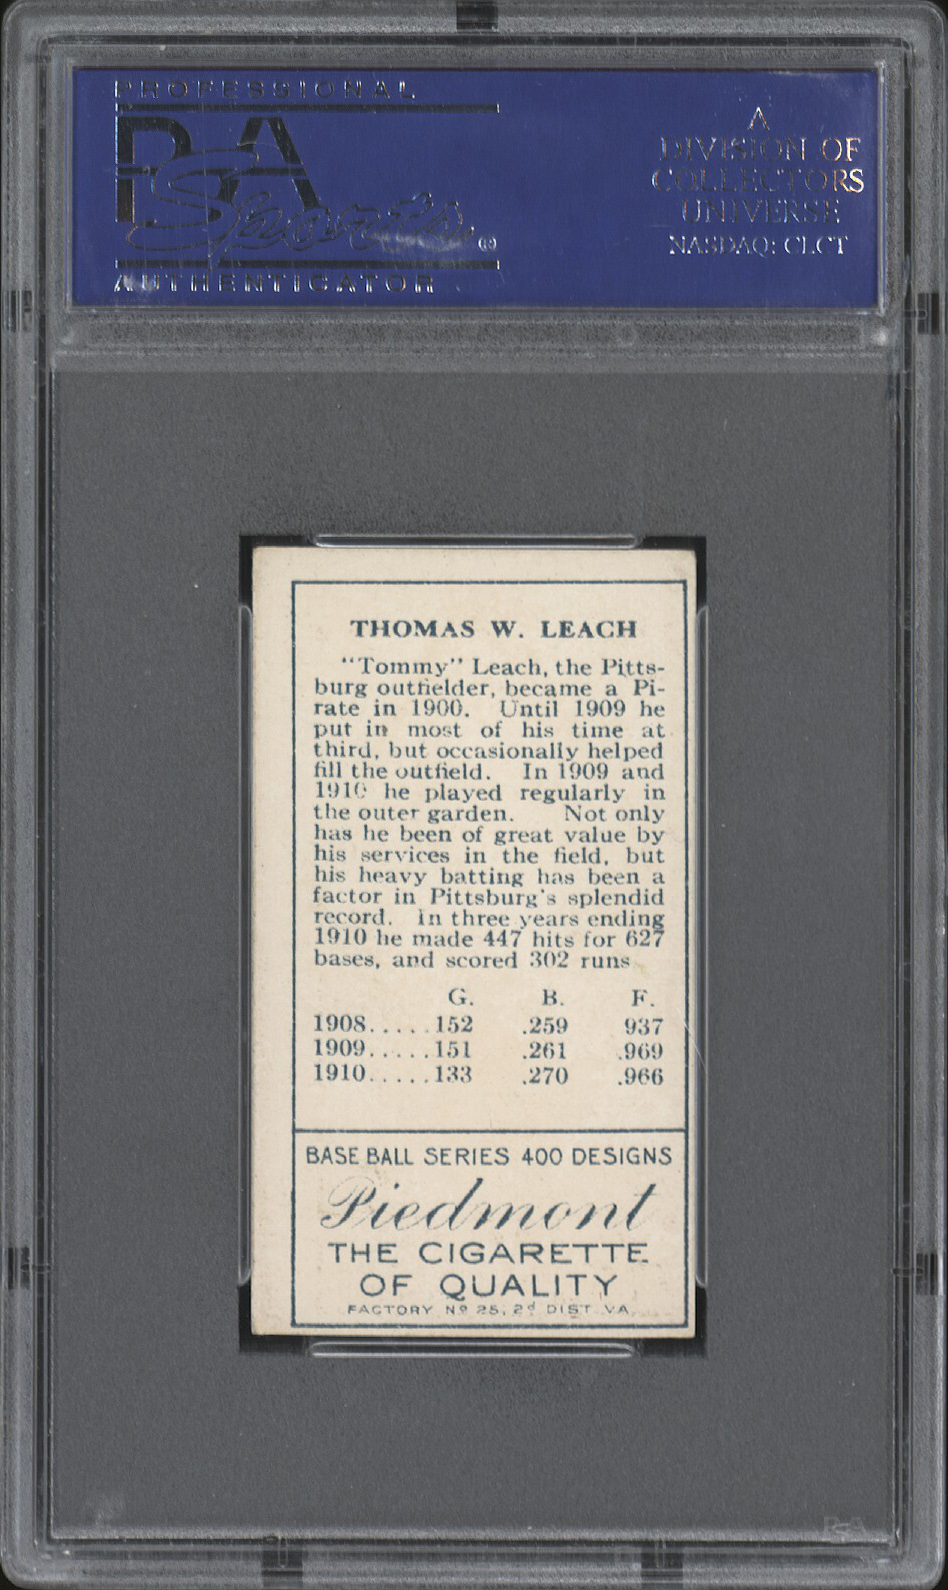 PROFESSIONAL
PSA
Sports
®
AUTHENTICATOR
A
DIVISION OF
COLLECTORS
UNIVERSE
NASDAQ: CLCT
THOMAS W. LEACH
"Tommy" Leach, the Pitts-
burg outfielder, became a Pi-
rate in 1900. Until 1909 he
put in most of his time at
third, but occasionally helped
fill the outfield. In 1909 and
1910 he played regularly in
the outer garden. Not only
has he been of great value by
his services in the field, but
his heavy batting has been a
factor in Pittsburg's splendid
record. In three years ending
1910 he made 447 hits for 627
bases, and scored 302 runs
G. B. F.
1908.....152 .259 937
1909.....151 .261 .969
1910.....133 .270 .966
BASE BALL SERIES 400 DESIGNS
Piedmont
THE CIGARETTE
OF QUALITY
FACTORY Nº 25, 2d DIST. VA.
PSA